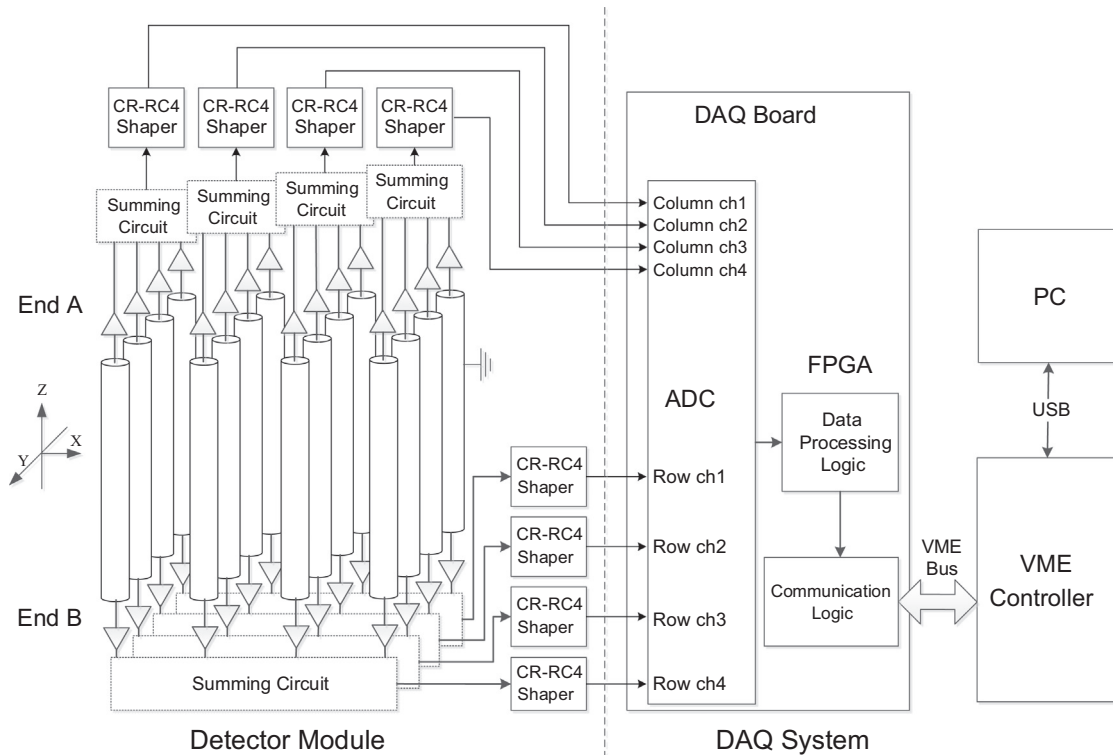 CR-RC4
Shaper
CR-RC4
Shaper
CR-RC4
Shaper
CR-RC4
Shaper
Summing
Circuit
Summing
Circuit
Summing
Circuit
Summing
Circuit
End A
Z
X
Y
End B
CR-RC4
Shaper
CR-RC4
Shaper
CR-RC4
Shaper
CR-RC4
Shaper
Summing Circuit
Detector Module
DAQ Board
Column ch1
Column ch2
Column ch3
Column ch4
ADC
Row ch1
Row ch2
Row ch3
Row ch4
FPGA
Data
Processing
Logic
Communication
Logic
VME
Bus
PC
USB
VME
Controller
DAQ System